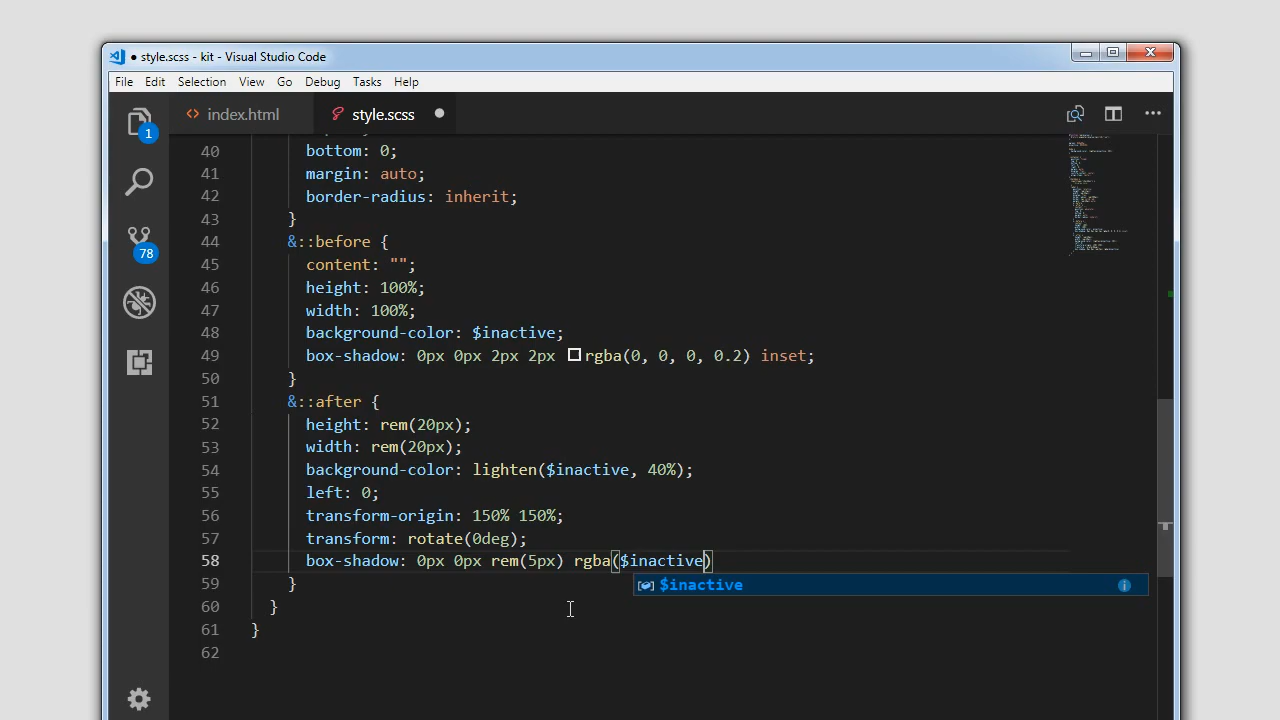 ● style.scss - kit - Visual Studio Code
File Edit Selection View Go Debug Tasks Help
index.html style.scss
1
78
40 bottom: 0;
41 margin: auto;
42 border-radius: inherit;
43 }
44 &::before {
45 content: "";
46 height: 100%;
47 width: 100%;
48 background-color: $inactive;
49 box-shadow: 0px 0px 2px 2px rgba(0, 0, 0, 0.2) inset;
50 }
51 &::after {
52 height: rem(20px);
53 width: rem(20px);
54 background-color: lighten($inactive, 40%);
55 left: 0;
56 transform-origin: 150% 150%;
57 transform: rotate(0deg);
58 box-shadow: 0px 0px rem(5px) rgba($inactive)
$inactive
59 }
60 }
61 }
62